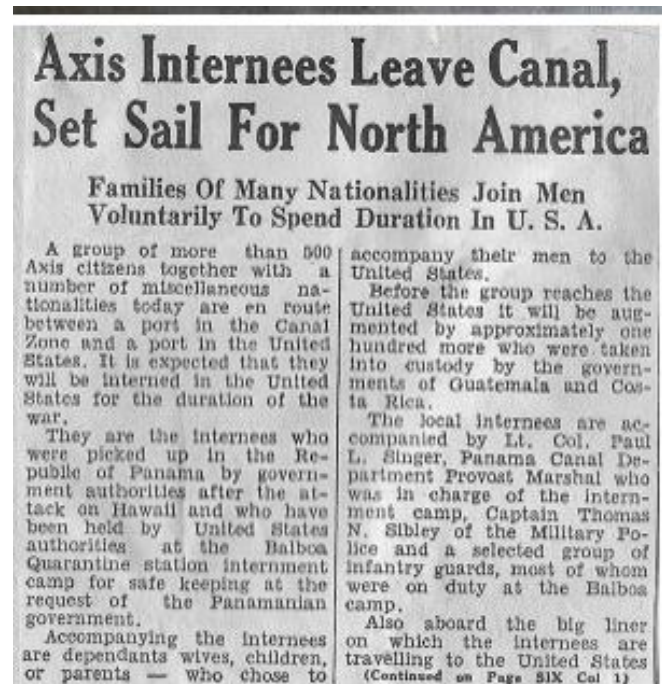 Axis Internees Leave Canal,
Set Sail For North America
Families Of Many Nationalities Join Men
Voluntarily To Spend Duration In U. S. A.
A group of more than 500
Axis citizens together with a
number of miscellaneous na-
tionalities today are en route
between a port in the Canal
Zone and a port in the United
States. It is expected that they
will be interned in the United
States for the duration of the
war.
They are the internees who
were picked up in the Re-
public of Panama by govern-
ment authorities after the at-
tack on Hawaii and who have
been held by United States
authorities at the Balboa
Quarantine station internment
camp for safe keeping at the
request of the Panamanian
government.
Accompanying the internees
are dependants wives, children,
or parents — who chose to
accompany their men to the
United States.
Before the group reaches the
United States it will be aug-
mented by approximately one
hundred more who were taken
into custody by the govern-
ments of Guatemala and Cos-
ta Rica.
The local internees are ac-
companied by Lt. Col. Paul
L. Singer, Panama Canal De-
partment Provost Marshal who
was in charge of the intern-
ment camp, Captain Thomas
N. Sibley of the Military Po-
lice and a selected group of
infantry guards, most of whom
were on duty at the Balboa
camp.
Also aboard the big liner
on which the internees are
travelling to the United States
(Continued on Page SIX Col 1)